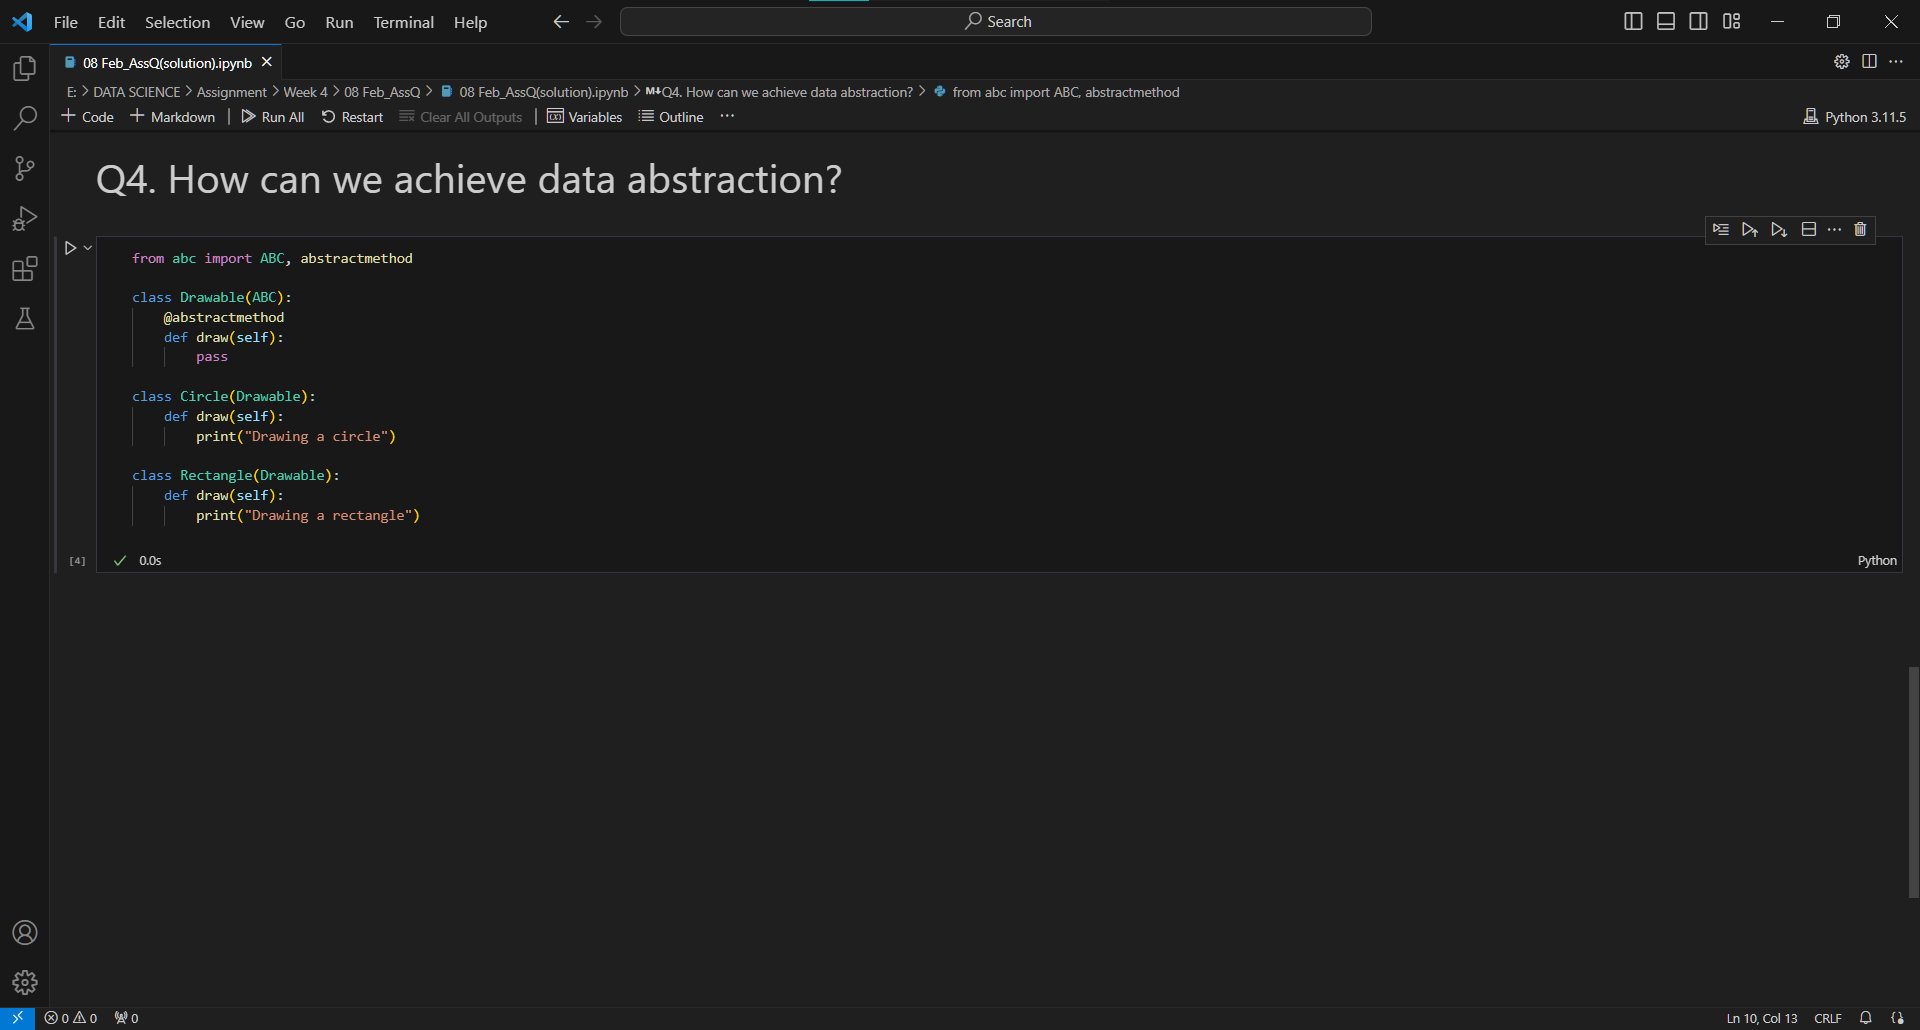 File Edit Selection View Go Run Terminal Help Search
08 Feb_AssQ(solution).ipynb
E: > DATA SCIENCE > Assignment > Week 4 > 08 Feb_AssQ > 08 Feb_AssQ(solution).ipynb > M↓Q4. How can we achieve data abstraction? > from abc import ABC, abstractmethod
+ Code + Markdown | Run All Restart Clear All Outputs | Variables Outline ... Python 3.11.5
Q4. How can we achieve data abstraction?
from abc import ABC, abstractmethod
class Drawable(ABC):
    @abstractmethod
    def draw(self):
        pass
class Circle(Drawable):
    def draw(self):
        print("Drawing a circle")
class Rectangle(Drawable):
    def draw(self):
        print("Drawing a rectangle")
[4] 0.0s Python
0 0 0 Ln 10, Col 13 CRLF